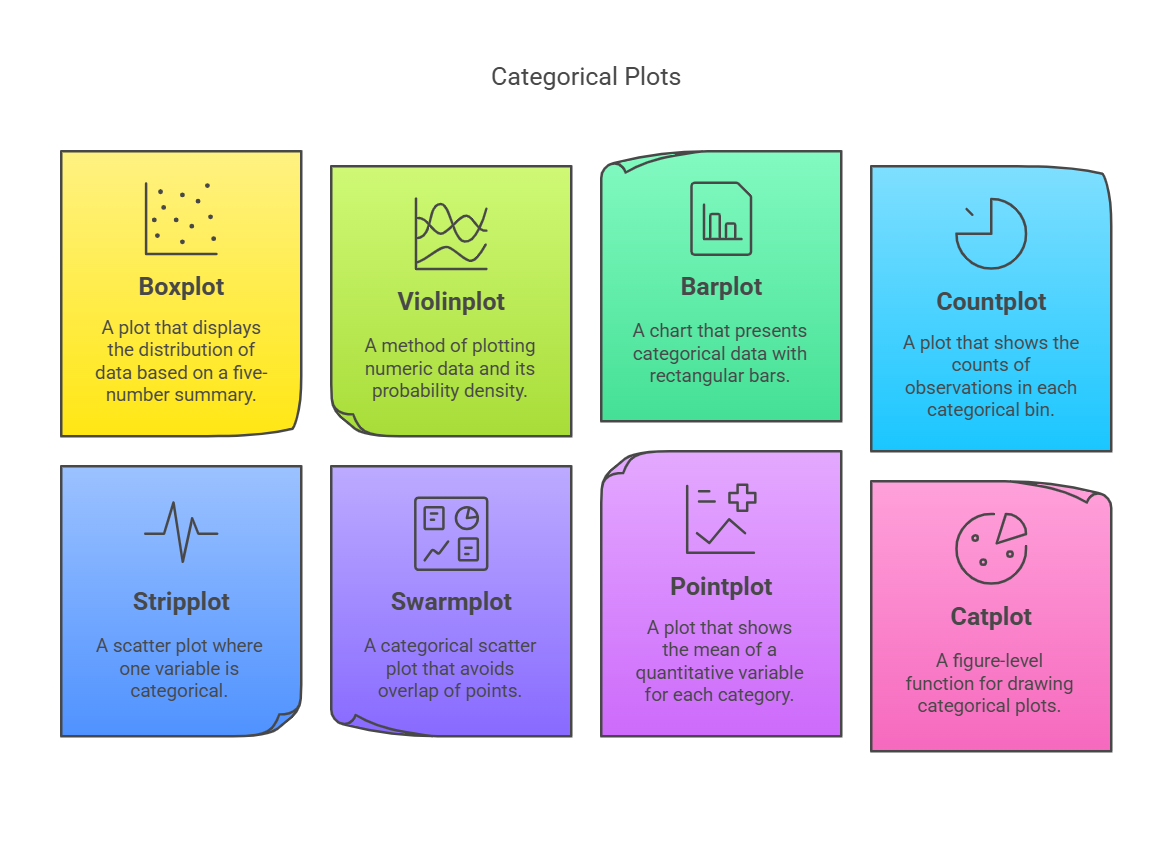 Categorical Plots
Boxplot
A plot that displays
the distribution of
data based on a five-
number summary.
Violinplot
A method of plotting
numeric data and its
probability density.
Barplot
A chart that presents
categorical data with
rectangular bars.
Countplot
A plot that shows the
counts of
observations in each
categorical bin.
Stripplot
A scatter plot where
one variable is
categorical.
Swarmplot
A categorical scatter
plot that avoids
overlap of points.
Pointplot
A plot that shows
the mean of a
quantitative variable
for each category.
Catplot
A figure-level
function for drawing
categorical plots.